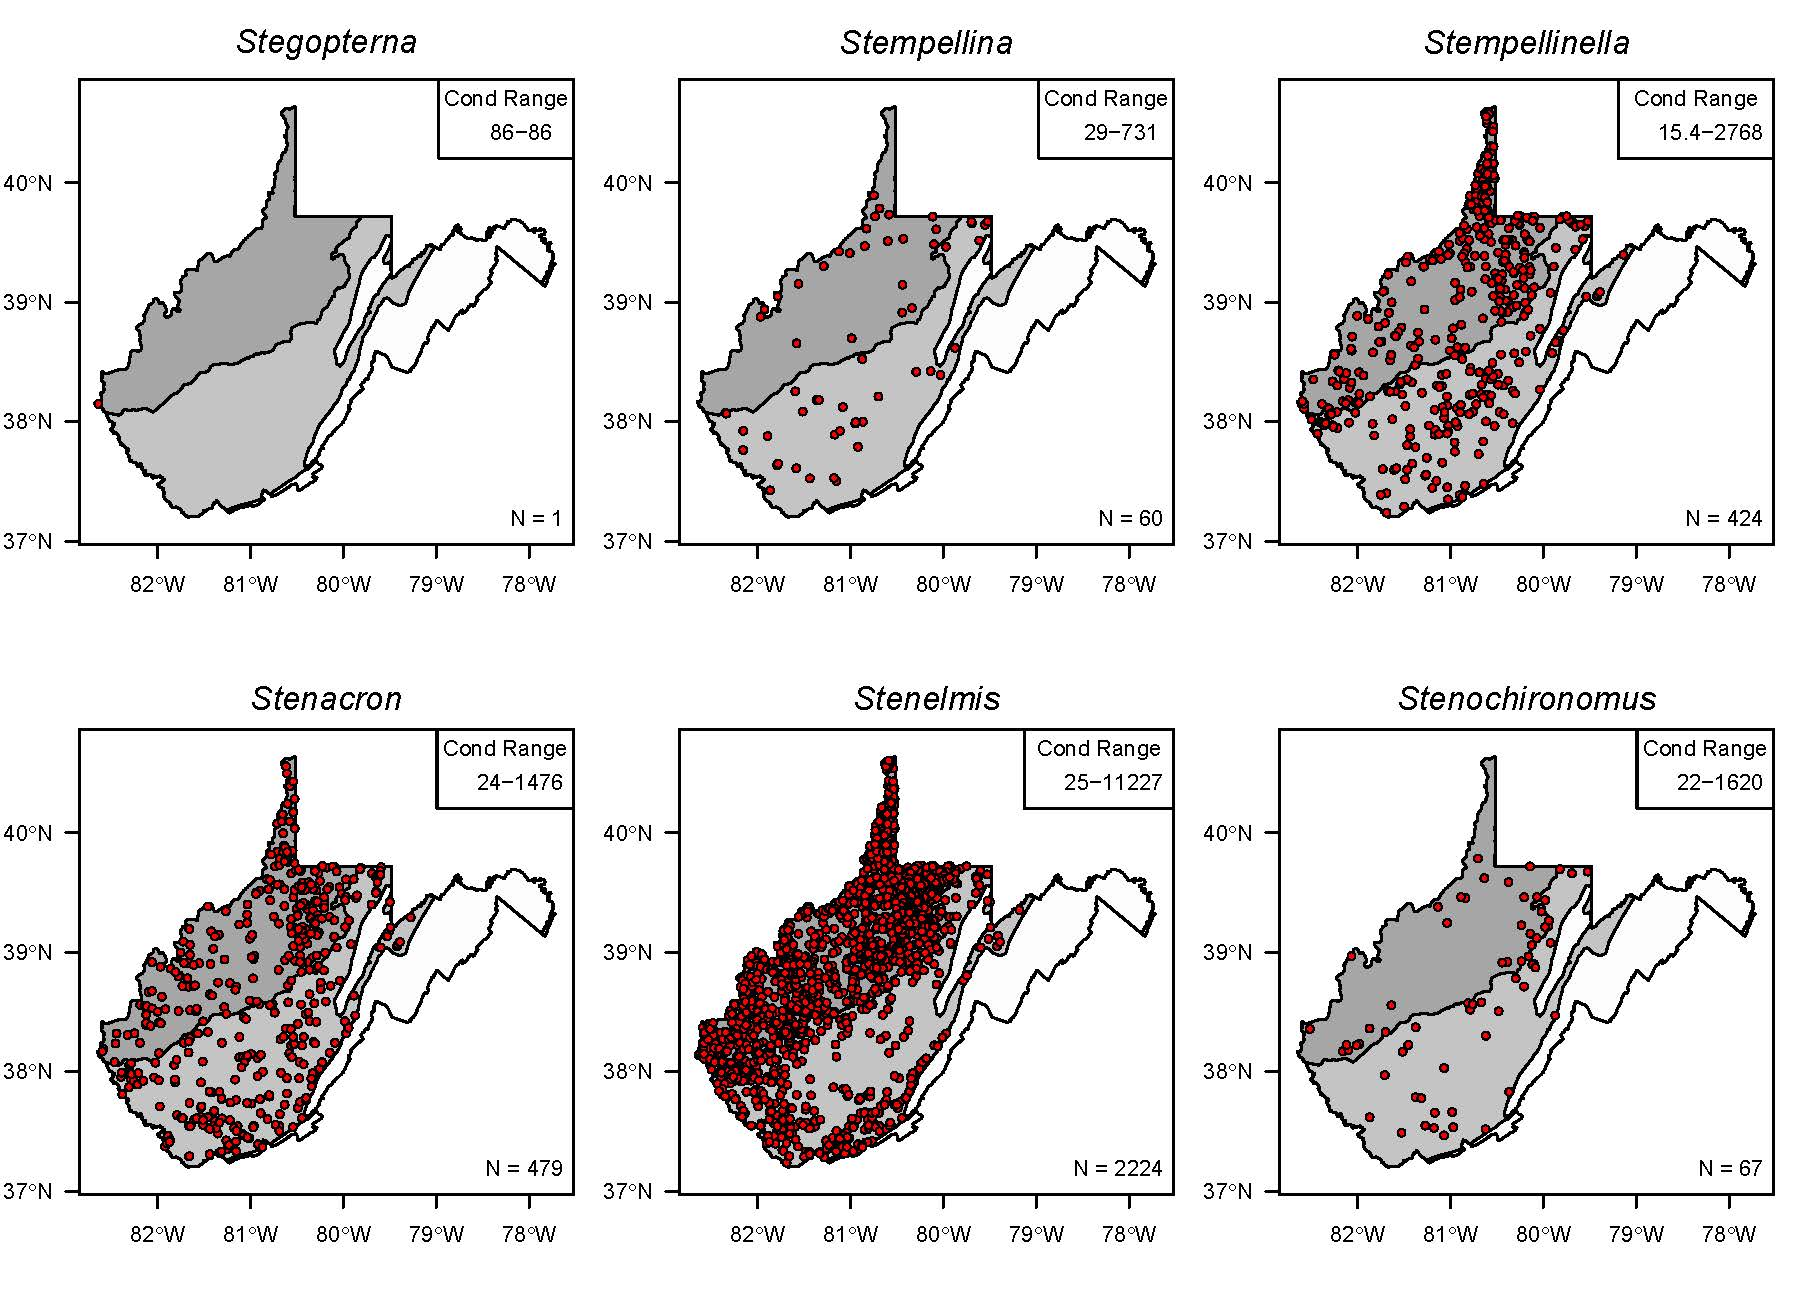 Stegopterna
Cond Range
86−86
40°N
39°N
38°N
37°N
N = 1
82°W 81°W 80°W 79°W 78°W
Stempellina
Cond Range
29−731
40°N
39°N
38°N
37°N
N = 60
82°W 81°W 80°W 79°W 78°W
Stempellinella
Cond Range
15.4−2768
40°N
39°N
38°N
37°N
N = 424
82°W 81°W 80°W 79°W 78°W
Stenacron
Cond Range
24−1476
40°N
39°N
38°N
37°N
N = 479
82°W 81°W 80°W 79°W 78°W
Stenelmis
Cond Range
25−11227
40°N
39°N
38°N
37°N
N = 2224
82°W 81°W 80°W 79°W 78°W
Stenochironomus
Cond Range
22−1620
40°N
39°N
38°N
37°N
N = 67
82°W 81°W 80°W 79°W 78°W